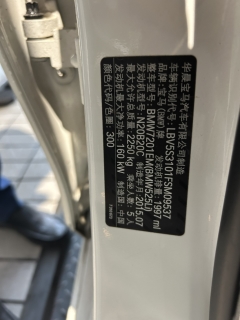 华晨宝马汽车有限公司制造
车辆识别代号: LBV5S3101FSM09537
品牌: 宝马(BMW)牌 发动机排量: 1997 ml
整车型号: BMW7201EM(BMW525Li)
发动机型号: N20B20C 制造年月: 2015.07
最大允许总质量: 2250 kg 乘坐人数: 5 人
发动机最大净功率: 160 kW 制造国: 中国
颜色代码/色圈: 300